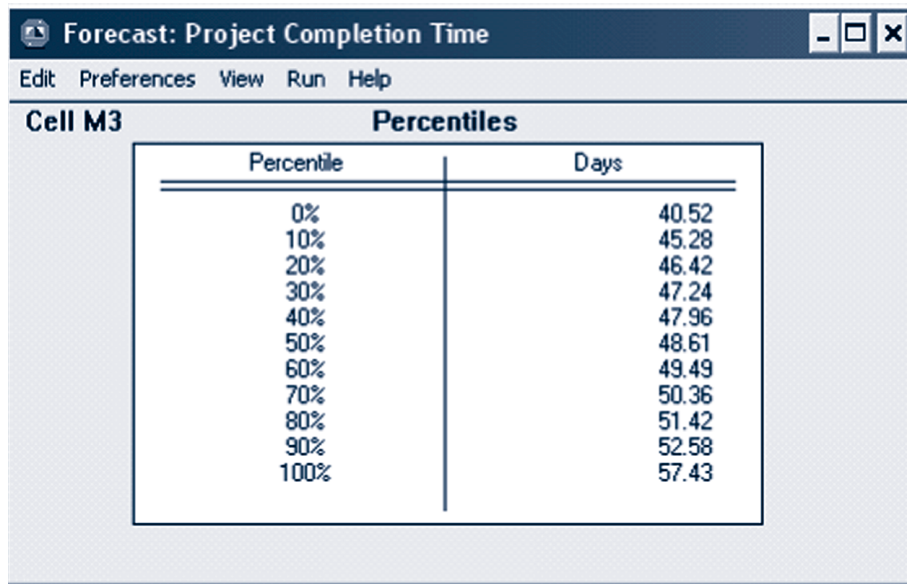 Forecast: Project Completion Time
Edit Preferences View Run Help
Cell M3 Percentiles
Percentile Days
0% 40.52
10% 45.28
20% 46.42
30% 47.24
40% 47.96
50% 48.61
60% 49.49
70% 50.36
80% 51.42
90% 52.58
100% 57.43